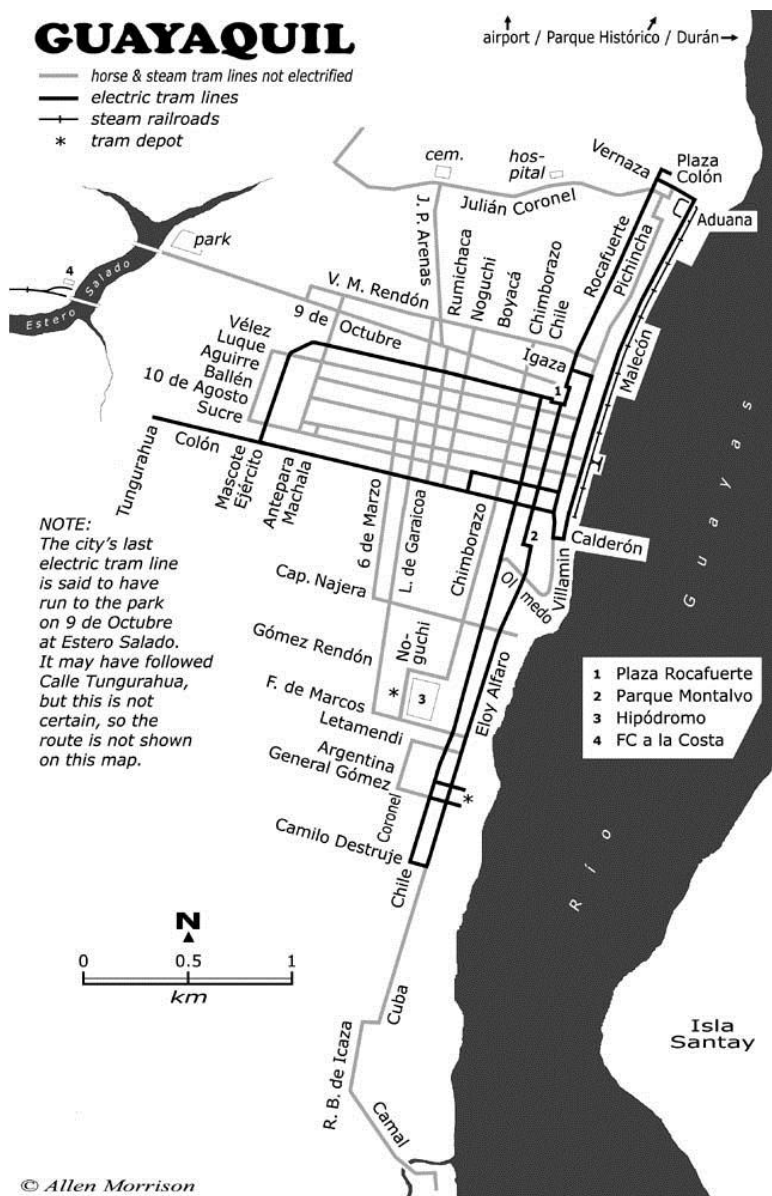 GUAYAQUIL
airport / Parque Histórico / Durán
horse & steam tram lines not electrified
electric tram lines
steam railroads
* tram depot
cem.
hos-
pital
Vernaza
Plaza
Colón
Julián Coronel
Aduana
J. P. Arenas
park
4
Estero Salado
V. M. Rendón
9 de Octubre
Rumichaca
Noguchi
Boyacá
Chimborazo
Chile
Rocafuerte
Pichincha
Malecón
Igaza
1
Vélez
Luque
Aguirre
Ballén
10 de Agosto
Sucre
Colón
Tungurahua
Mascote
Ejército
Antepara
Machala
6 de Marzo
L. de Garaicoa
Chimborazo
2
Calderón
Villamin
Olmedo
Cap. Najera
Gómez Rendón
No-
guchi
Eloy Alfaro
F. de Marcos
*
3
Letamendi
Argentina
General Gómez
Coronel
*
Camilo Destruje
Chile
NOTE:
The city's last
electric tram line
is said to have
run to the park
on 9 de Octubre
at Estero Salado.
It may have followed
Calle Tungurahua,
but this is not
certain, so the
route is not shown
on this map.
1 Plaza Rocafuerte
2 Parque Montalvo
3 Hipódromo
4 FC a la Costa
Río Guayas
N
0 0.5 1
km
Cuba
R. B. de Icaza
Camal
Isla
Santay
© Allen Morrison